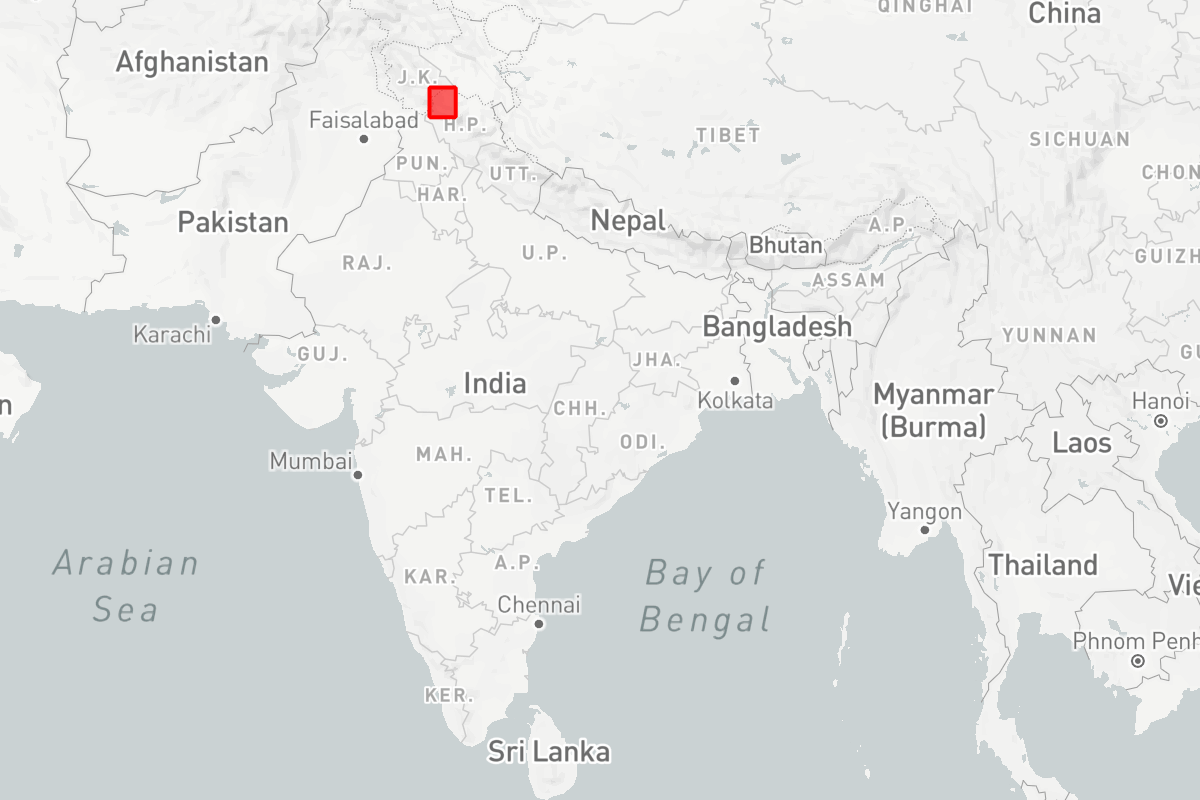 QINGHAI
China
Afghanistan
J.K.
Faisalabad
H.P.
TIBET
SICHUAN
PUN.
UTT.
CHON
HAR.
Pakistan
Nepal
A.P.
Bhutan
U.P.
RAJ.
ASSAM
GUIZH
Karachi
Bangladesh
YUNNAN
GUJ.
JHA.
GU
India
Kolkata
Myanmar
(Burma)
Hanoi
n
CHH.
ODI.
Laos
MAH.
Mumbai
TEL.
Yangon
Arabian
Sea
A.P.
Bay of
Bengal
Thailand
KAR.
Vie
Chennai
Phnom Penh
KER.
Sri Lanka